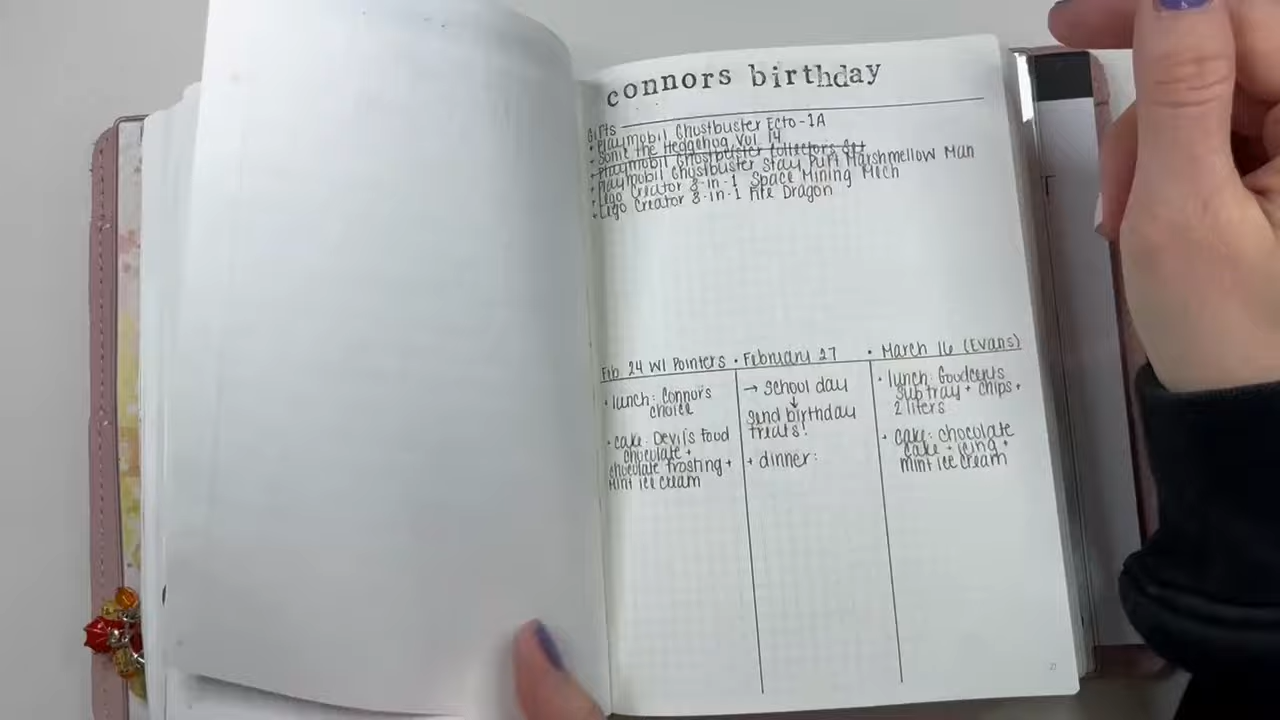 connors birthday
Gifts
• Playmobil Ghostbuster Ecto-1A
• Sonic the Hedgehog Vol. 14
• Playmobil Ghostbuster Collectors Set
• Playmobil Ghostbuster Stay Puft Marshmellow Man
• Lego Creator 3-in-1 Space Mining Mech
• Lego Creator 3-in-1 Fire Dragon
Feb. 24 W/ Pointers
• lunch: Connor's
choice
• cake: Devil's Food
chocolate +
chocolate frosting +
Mint ice cream
• February 27
→ school day
↓
send birthday
treats!
• dinner:
• March 16 (Evans)
• lunch: Goodcents
sub tray + chips +
2 liters
• cake: chocolate
cake + icing +
mint ice cream
27
T